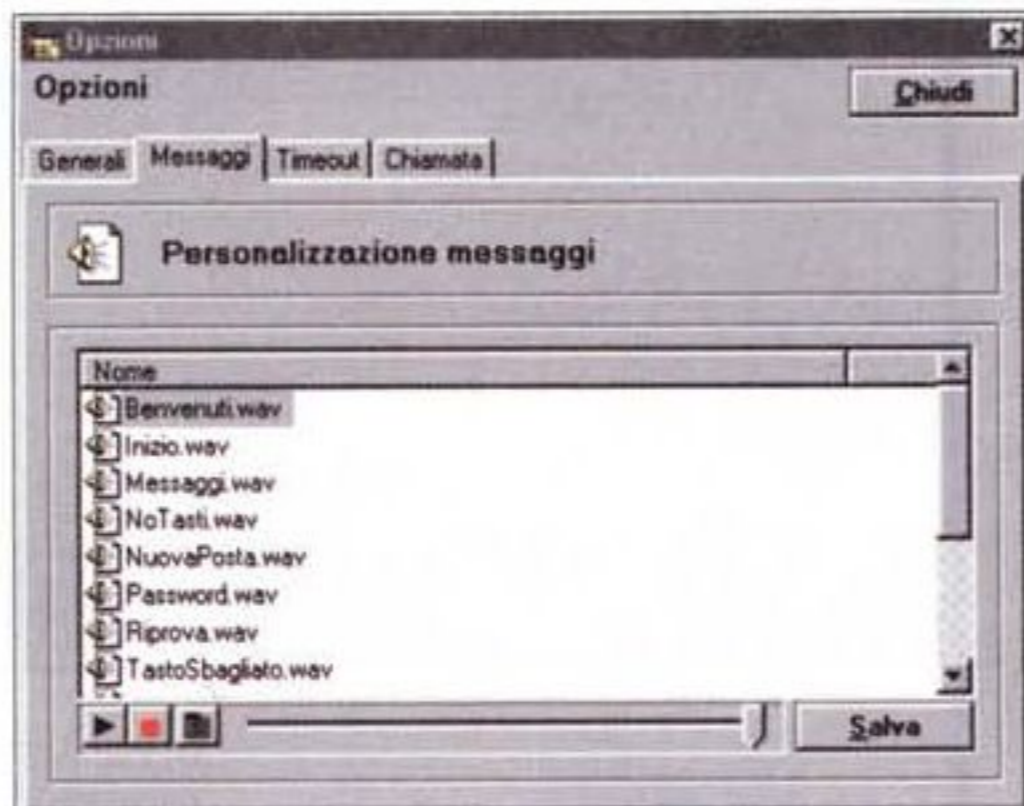 Opzioni
Opzioni
Chiudi
Generali Messaggi Timeout Chiamata
Personalizzazione messaggi
Nome
Benvenuti.wav
Inizio.wav
Messaggi.wav
NoTasti.wav
NuovaPosta.wav
Password.wav
Riprova.wav
TastoSbagliato.wav
Salva